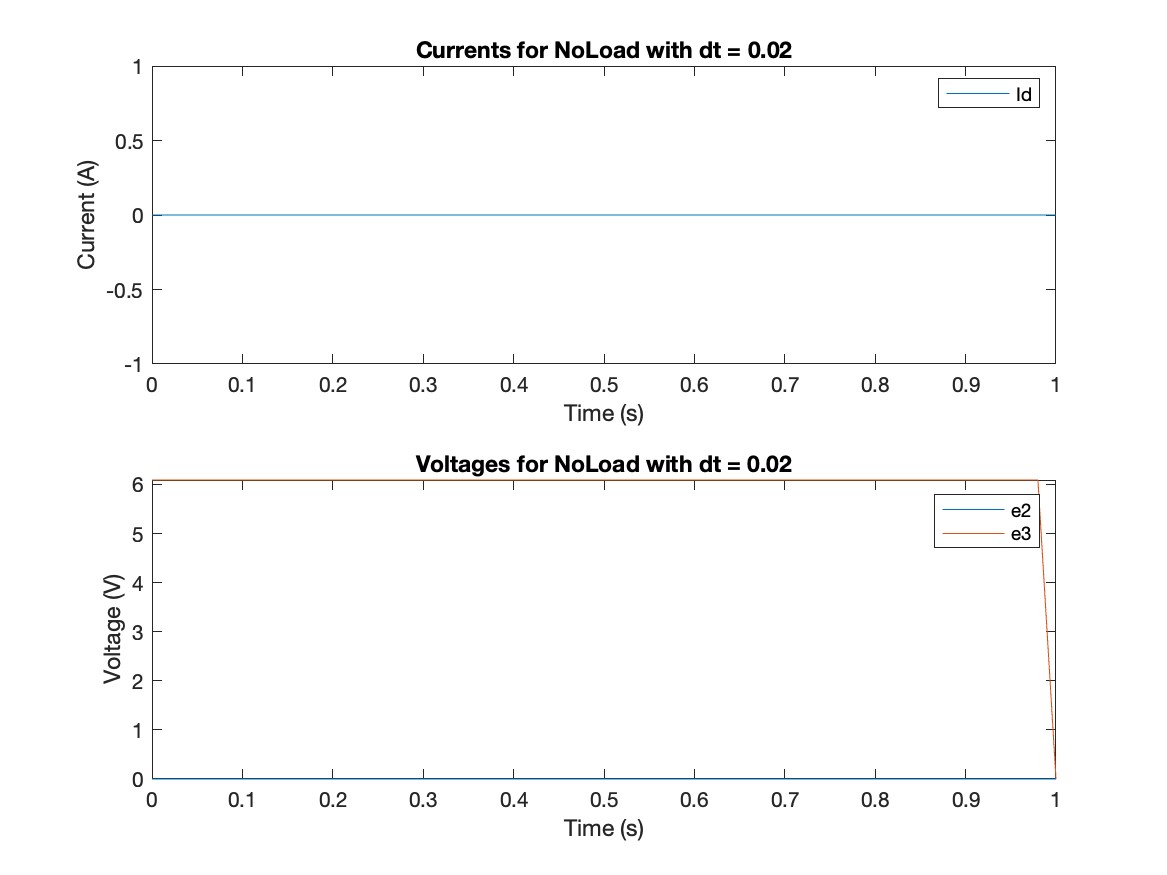 Currents for NoLoad with dt = 0.02
1
0.5
0
-0.5
-1
Current (A)
Id
0 0.1 0.2 0.3 0.4 0.5 0.6 0.7 0.8 0.9 1
Time (s)
Voltages for NoLoad with dt = 0.02
6
5
4
3
2
1
0
Voltage (V)
e2
e3
0 0.1 0.2 0.3 0.4 0.5 0.6 0.7 0.8 0.9 1
Time (s)